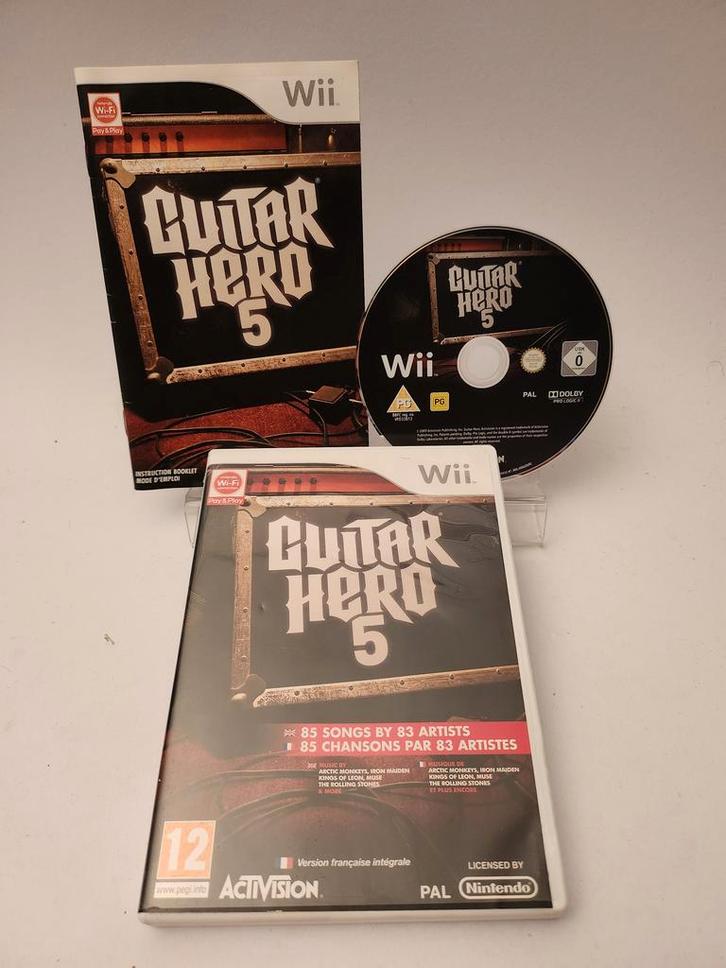 Wii
Nintendo
Wi-Fi
CONNECTION
Pay & Play
GUITAR
HERO
5
INSTRUCTION BOOKLET
MODE D'EMPLOI
GUITAR
HERO
5
Wii
USK
0
PG
PG
PAL
DOLBY
PRO LOGIC II
Wii
Wi-Fi
Pay & Play
GUITAR
HERO
5
85 SONGS BY 83 ARTISTS
85 CHANSONS PAR 83 ARTISTES
MUSIC BY
ARCTIC MONKEYS, IRON MAIDEN
KINGS OF LEON, MUSE
THE ROLLING STONES
& MORE
MUSIQUE DE
ARCTIC MONKEYS, IRON MAIDEN
KINGS OF LEON, MUSE
THE ROLLING STONES
ET PLUS ENCORE
12
www.pegi.info
Version française intégrale
ACTIVISION
LICENSED BY
PAL
Nintendo